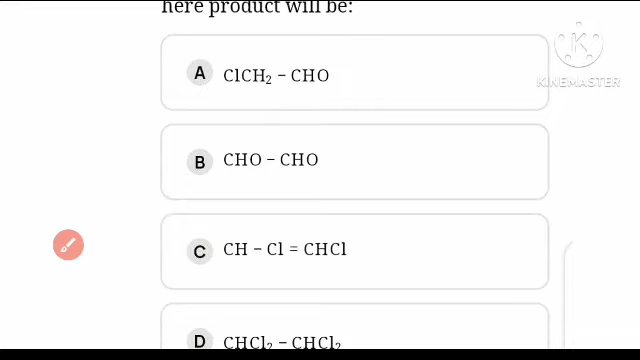 here product will be:
A ClCH₂ – CHO
B CHO – CHO
C CH – Cl = CHCl
D CHCl₂ – CHCl₂
K
KINEMASTER